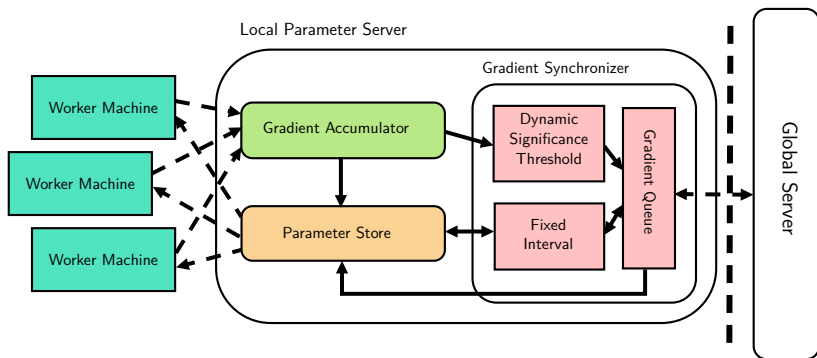 Local Parameter Server
Gradient Synchronizer
Worker Machine
Worker Machine
Worker Machine
Gradient Accumulator
Parameter Store
Dynamic
Significance
Threshold
Fixed
Interval
Gradient Queue
Global Server